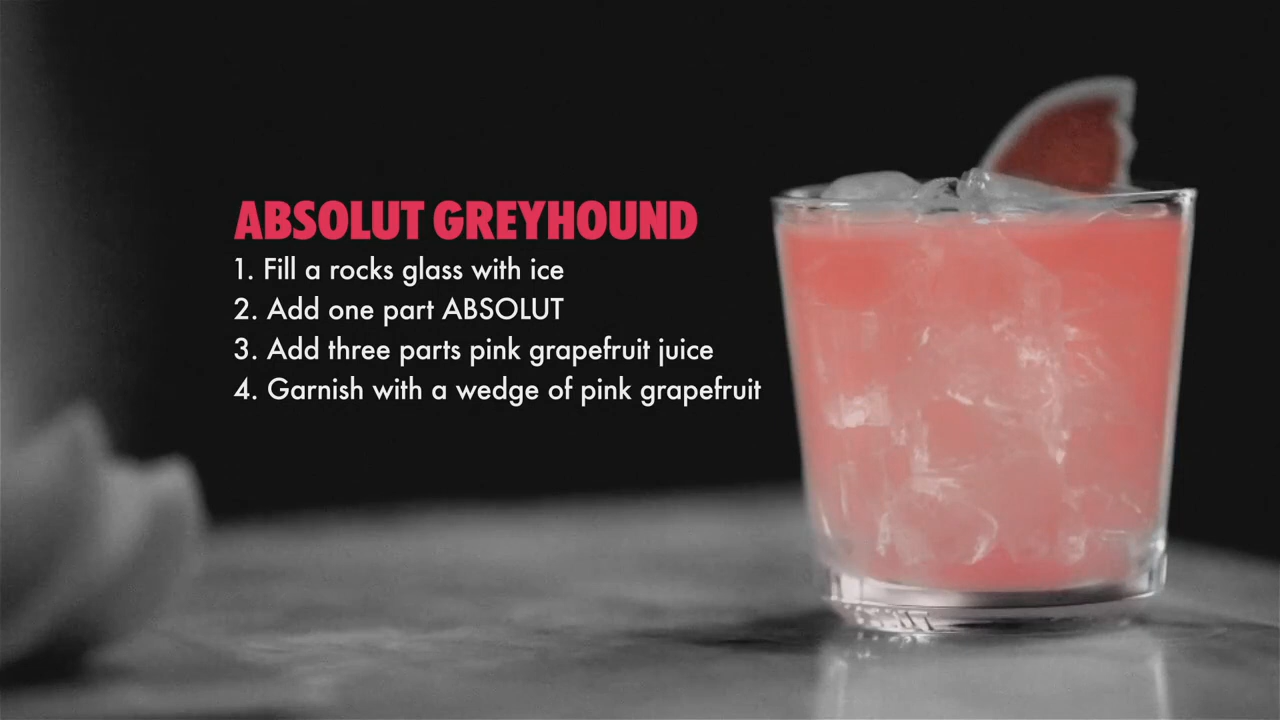 ABSOLUT GREYHOUND
1. Fill a rocks glass with ice
2. Add one part ABSOLUT
3. Add three parts pink grapefruit juice
4. Garnish with a wedge of pink grapefruit